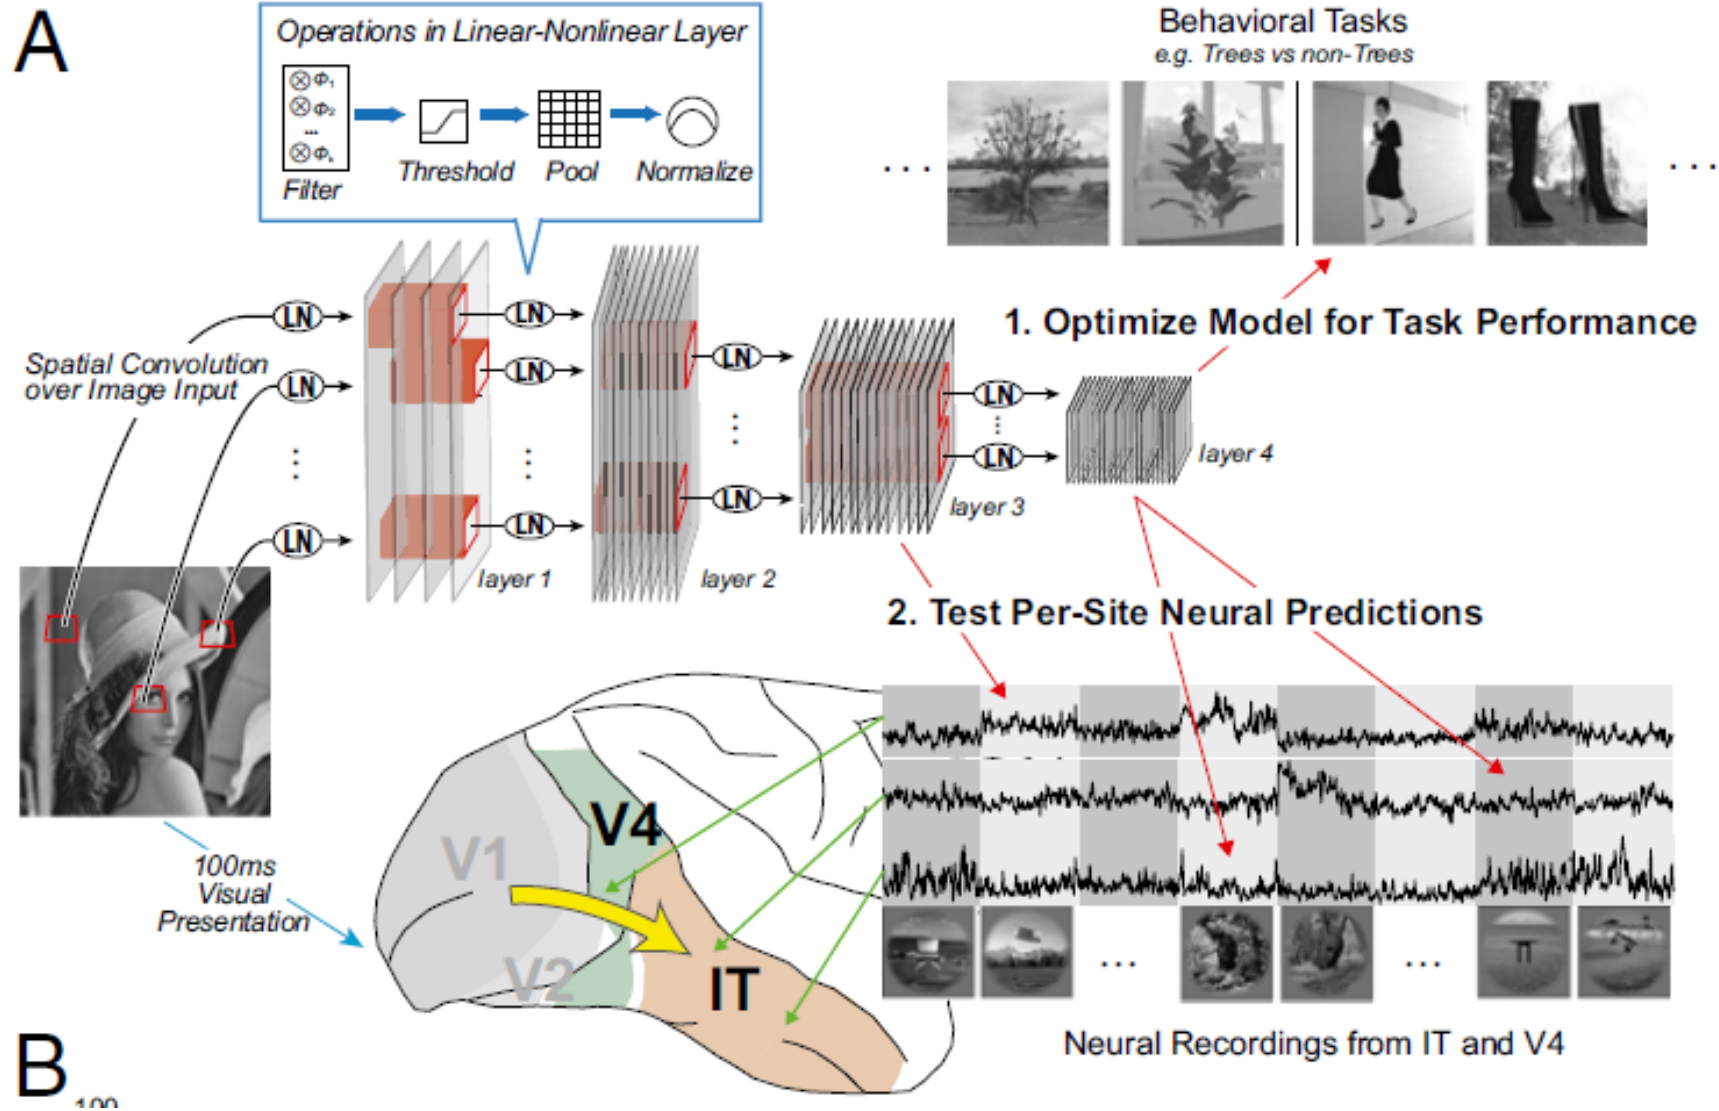 A
Operations in Linear-Nonlinear Layer
⊗Φ₁
⊗Φ₂
...
⊗Φₖ
Filter
Threshold
Pool
Normalize
Behavioral Tasks
e.g. Trees vs non-Trees
. . .
. . .
1. Optimize Model for Task Performance
Spatial Convolution
over Image Input
LN
LN
LN
LN
LN
LN
LN
LN
LN
LN
layer 1
layer 2
layer 3
layer 4
2. Test Per-Site Neural Predictions
100ms
Visual
Presentation
V1
V2
V4
IT
. . .
. . .
Neural Recordings from IT and V4
B